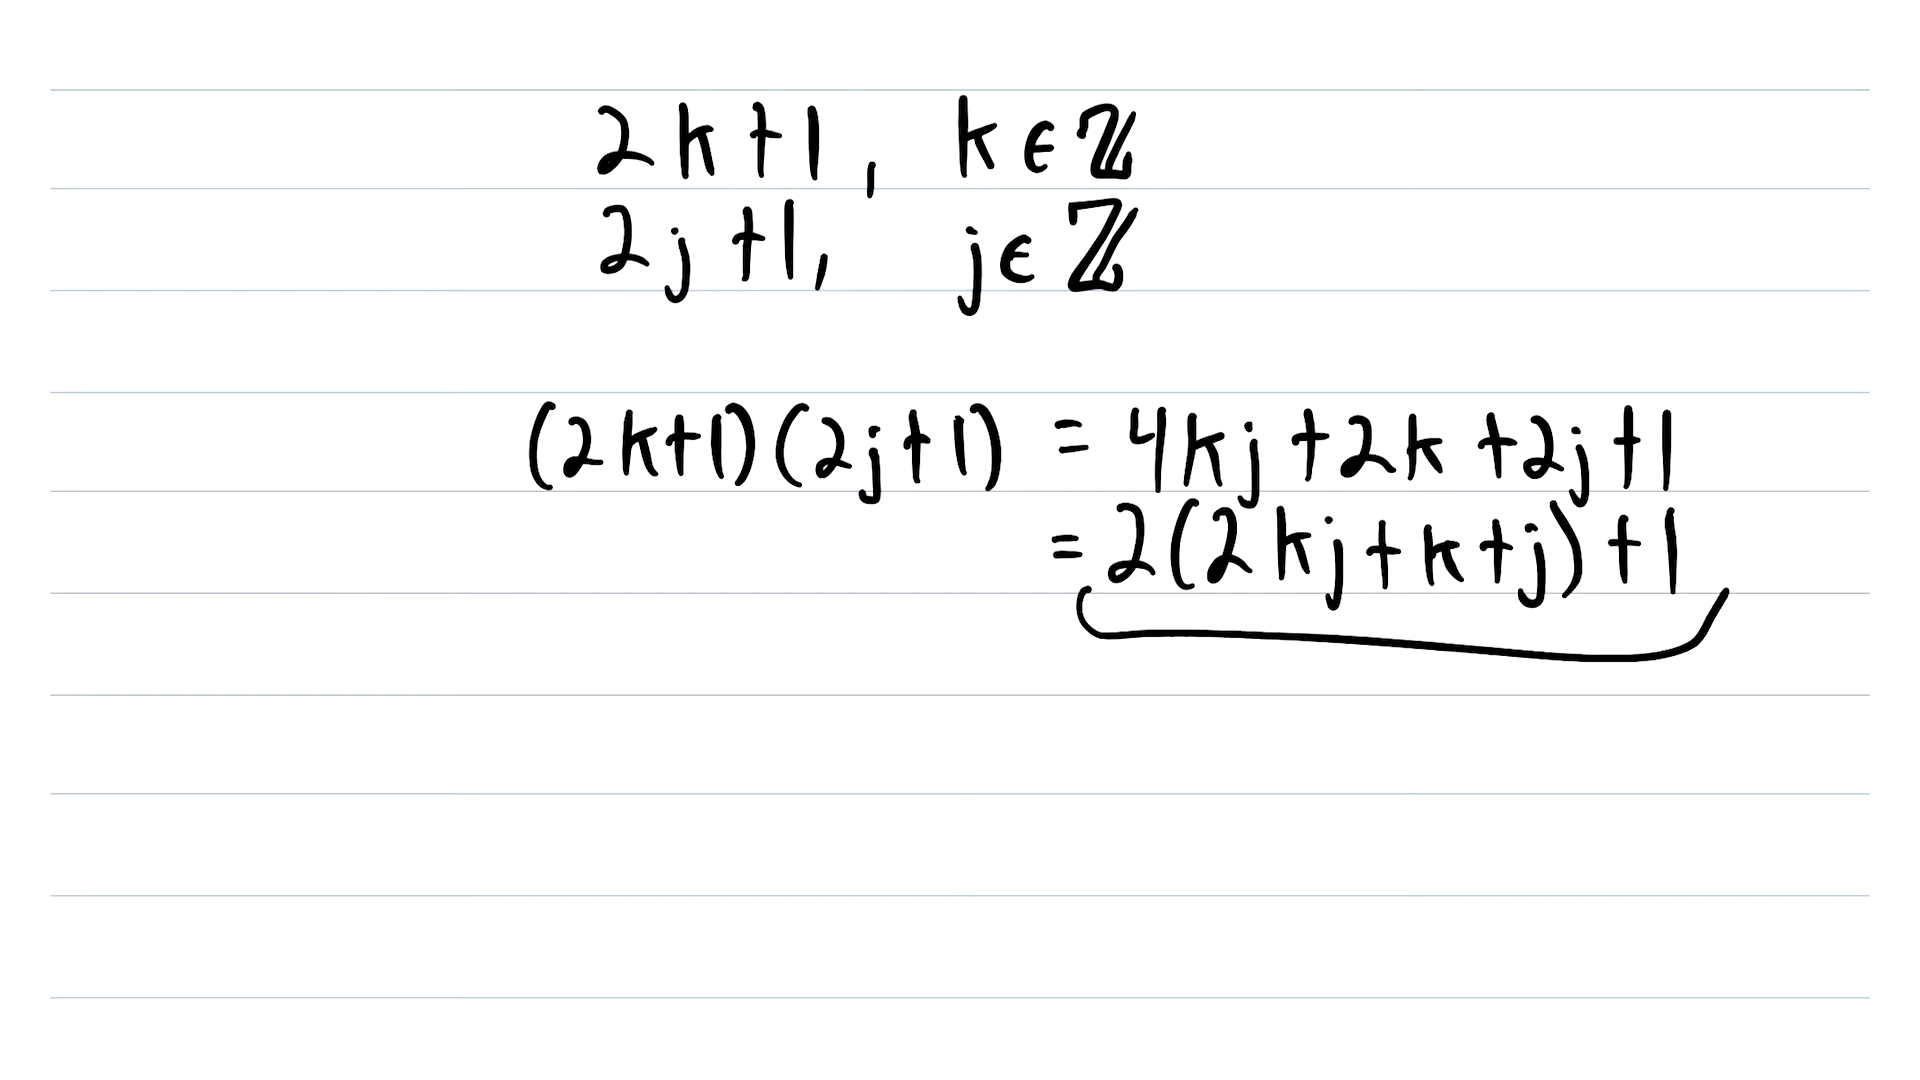 2k+1, k∈ℤ
2j+1, j∈ℤ
(2k+1)(2j+1) = 4kj+2k+2j+1
= 2(2kj+k+j)+1